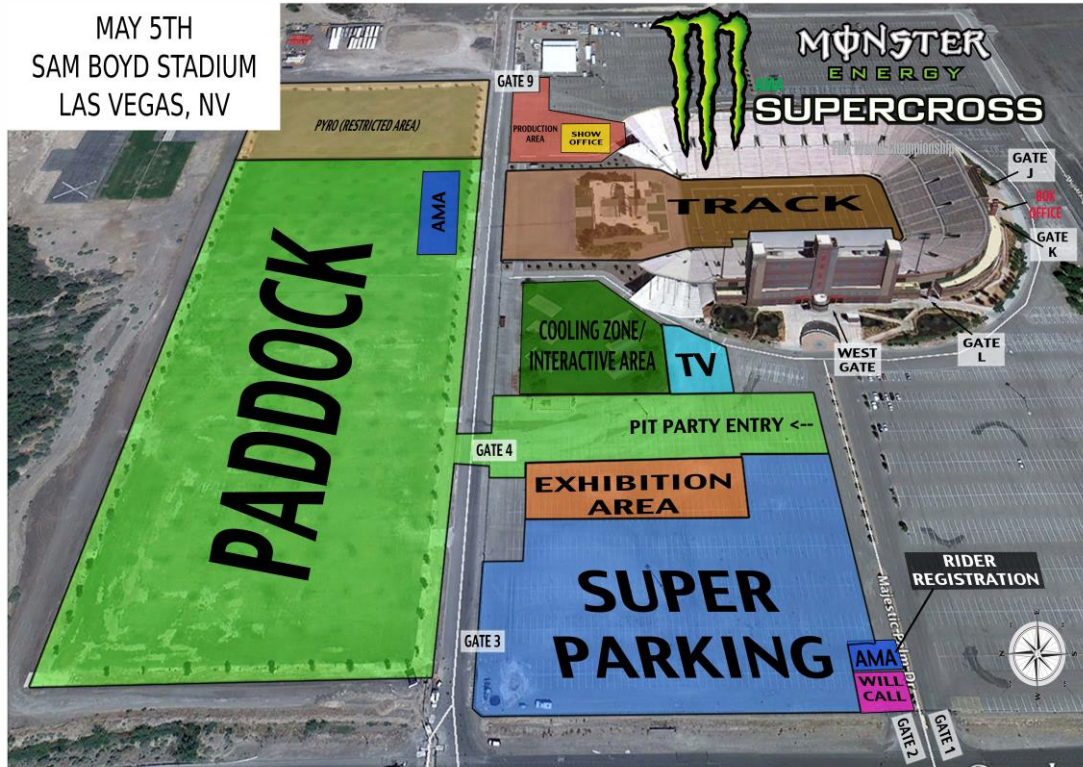 MAY 5TH
SAM BOYD STADIUM
LAS VEGAS, NV
MONSTER
ENERGY
AMA
SUPERCROSS
GATE 9
PYRO (RESTRICTED AREA)
PRODUCTION
AREA
SHOW
OFFICE
GATE
J
BOX
OFFICE
GATE
K
AMA
TRACK
PADDOCK
COOLING ZONE/
INTERACTIVE AREA
TV
WEST
GATE
GATE
L
PIT PARTY ENTRY <--
GATE 4
EXHIBITION
AREA
RIDER
REGISTRATION
SUPER
PARKING
GATE 3
AMA
WILL
CALL
GATE 2
GATE 1